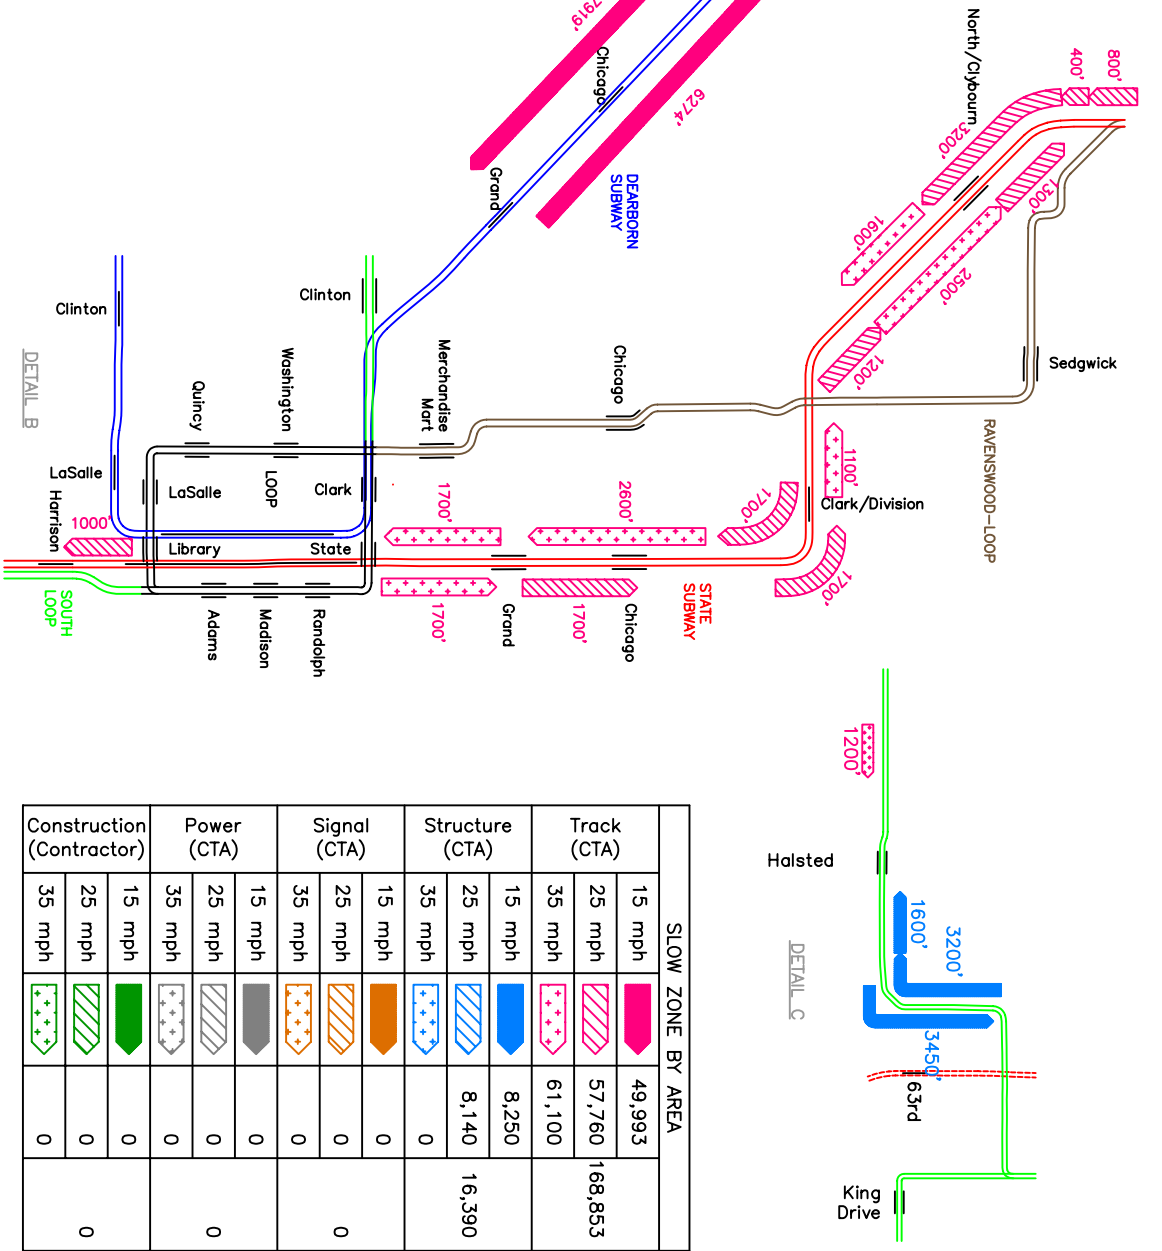 7919'
6274'
Chicago
Grand
DEARBORN
SUBWAY
North/Clybourn
400'
800'
3200'
1300'
1600'
2500'
1200'
Sedgwick
RAVENSWOOD-LOOP
Clinton
Clinton
DETAIL B
Quincy
Washington
Merchandise
Mart
Chicago
LaSalle
LaSalle
LOOP
Clark
Harrison
1000'
Library
State
1700'
2600'
1700'
1100'
Clark/Division
1700'
SOUTH
LOOP
Adams
Madison
Randolph
1700'
Grand
1700'
Chicago
STATE
SUBWAY
1200'
Halsted
1600'
3200'
3450'
DETAIL C
63rd
King
Drive
SLOW ZONE BY AREA
Track
(CTA)
15 mph 49,993
25 mph 57,760 168,853
35 mph 61,100
Structure
(CTA)
15 mph 8,250
25 mph 8,140 16,390
35 mph 0
Signal
(CTA)
15 mph 0
25 mph 0 0
35 mph 0
Power
(CTA)
15 mph 0
25 mph 0 0
35 mph 0
Construction
(Contractor)
15 mph 0
25 mph 0 0
35 mph 0